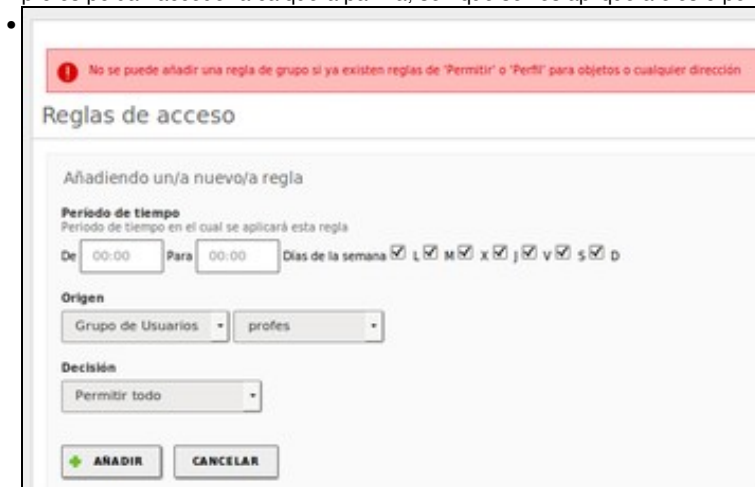 No se puede añadir una regla de grupo si ya existen reglas de 'Permitir' o 'Perfil' para objetos o cualquier dirección
Reglas de acceso
Añadiendo un/a nuevo/a regla
Período de tiempo
Período de tiempo en el cual se aplicará esta regla
De 00:00 Para 00:00 Días de la semana L M X J V S D
Origen
Grupo de Usuarios profes
Decisión
Permitir todo
AÑADIR CANCELAR